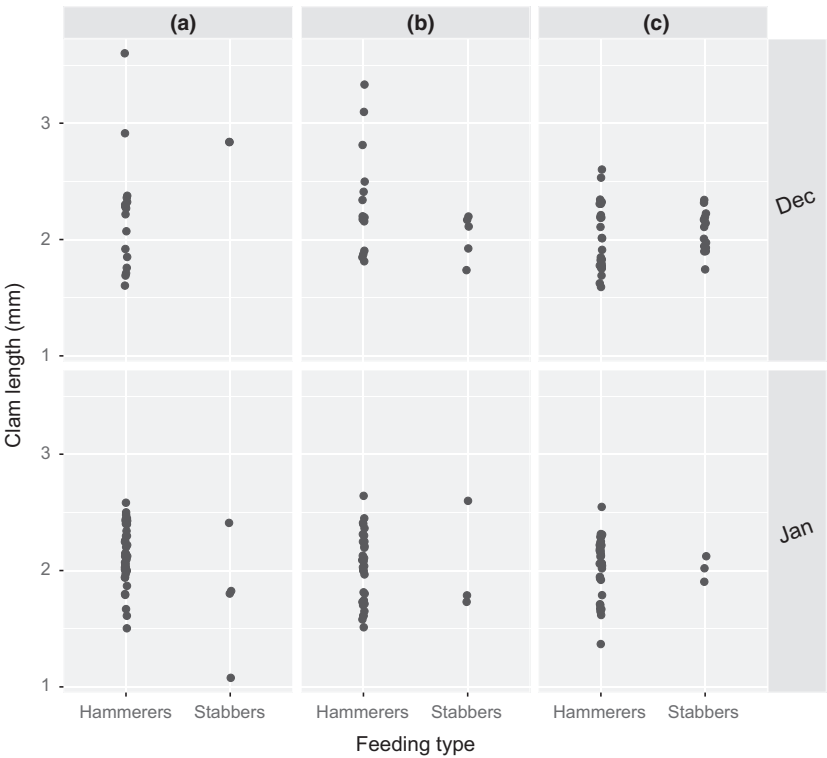 (a) (b) (c)
3
2
1
Dec
3
2
1
Jan
Clam length (mm)
Hammerers Stabbers Hammerers Stabbers Hammerers Stabbers
Feeding type